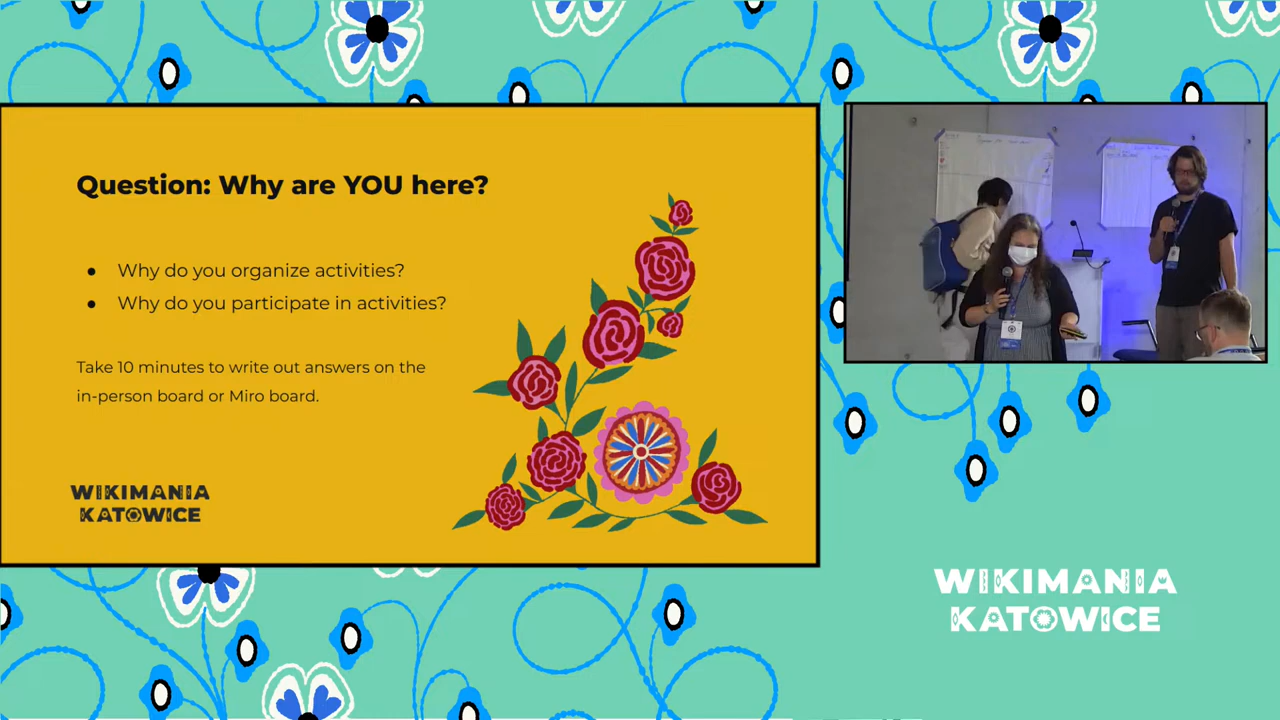 Question: Why are YOU here?
● Why do you organize activities?
● Why do you participate in activities?
Take 10 minutes to write out answers on the
in-person board or Miro board.
WIKIMANIA
KATOWICE
WIKIMANIA
KATOWICE